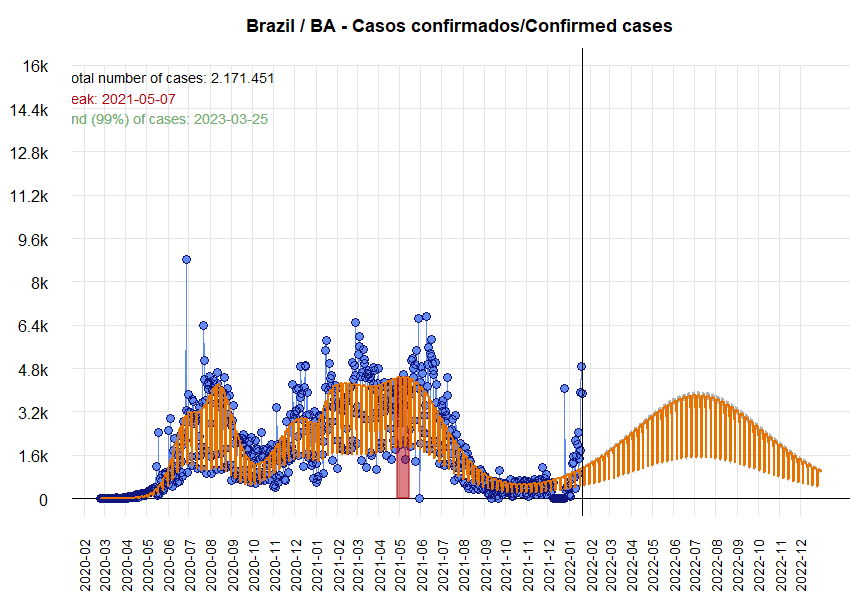 Brazil / BA - Casos confirmados/Confirmed cases
16k
otal number of cases: 2.171.451
eak: 2021-05-07
14.4k
nd (99%) of cases: 2023-03-25
12.8k
11.2k
9.6k
8k
6.4k
4.8k
3.2k
1.6k
0
2020-02
2020-03
2020-04
2020-05
2020-06
2020-07
2020-08
2020-09
2020-10
2020-11
2020-12
2021-01
2021-02
2021-03
2021-04
2021-05
2021-06
2021-07
2021-08
2021-09
2021-10
2021-11
2021-12
2022-01
2022-02
2022-03
2022-04
2022-05
2022-06
2022-07
2022-08
2022-09
2022-10
2022-11
2022-12